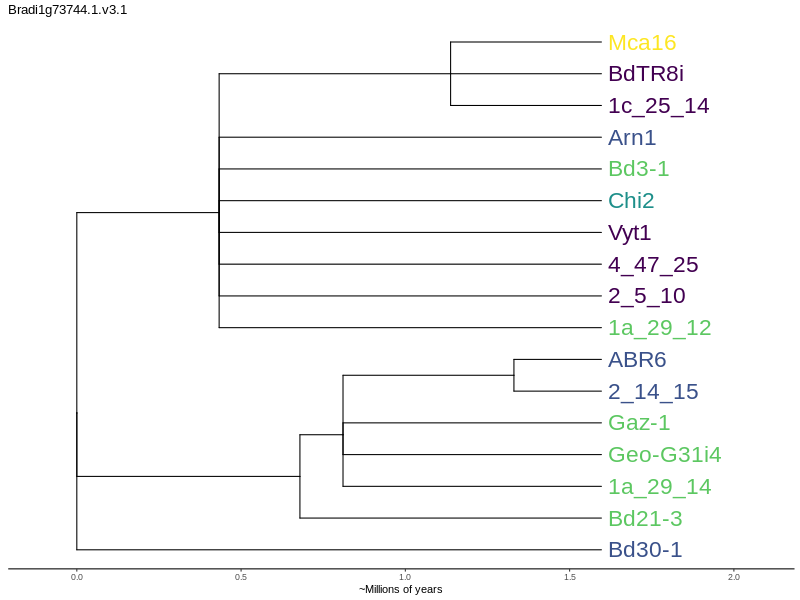 Bradi1g73744.1.v3.1
Mca16
BdTR8i
1c_25_14
Arn1
Bd3-1
Chi2
Vyt1
4_47_25
2_5_10
1a_29_12
ABR6
2_14_15
Gaz-1
Geo-G31i4
1a_29_14
Bd21-3
Bd30-1
0.0 0.5 1.0 1.5 2.0
~Millions of years